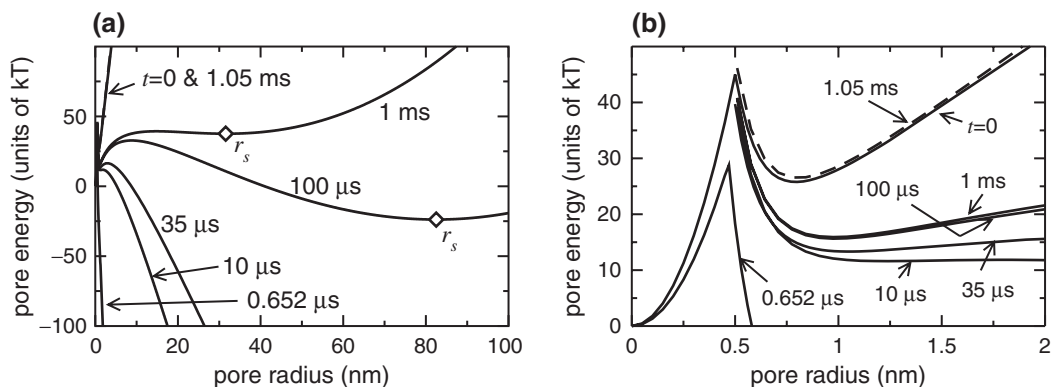 (a)
pore energy (units of kT)
50
0
−50
−100
t=0 & 1.05 ms
1 ms
r_s
100 µs
r_s
35 µs
10 µs
0.652 µs
0 20 40 60 80 100
pore radius (nm)
(b)
pore energy (units of kT)
40
30
20
10
0
1.05 ms
t=0
100 µs
1 ms
0.652 µs
10 µs
35 µs
0 0.5 1 1.5 2
pore radius (nm)